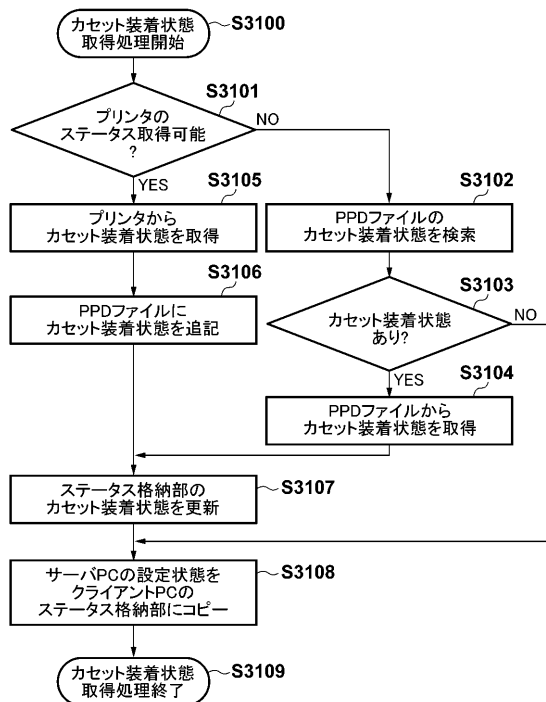 カセット装着状態
取得処理開始
S3100
S3101
プリンタの
ステータス取得可能
?
NO
YES
S3105
プリンタから
カセット装着状態を取得
S3102
PPDファイルの
カセット装着状態を検索
S3106
PPDファイルに
カセット装着状態を追記
S3103
カセット装着状態
あり?
NO
YES
S3104
PPDファイルから
カセット装着状態を取得
ステータス格納部の
カセット装着状態を更新
S3107
サーバPCの設定状態を
クライアントPCの
ステータス格納部にコピー
S3108
カセット装着状態
取得処理終了
S3109